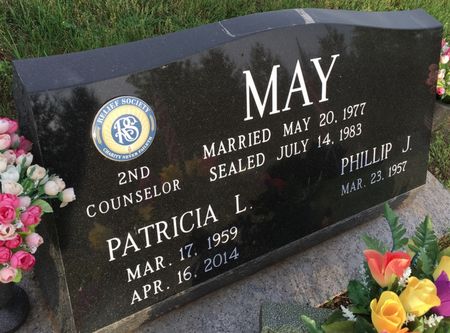 MAY
MARRIED MAY 20, 1977
SEALED JULY 14, 1983
RELIEF SOCIETY
RS
CHARITY NEVER FAILETH
2ND
COUNSELOR
PATRICIA L.
MAR. 17, 1959
APR. 16, 2014
PHILLIP J.
MAR. 23, 1957